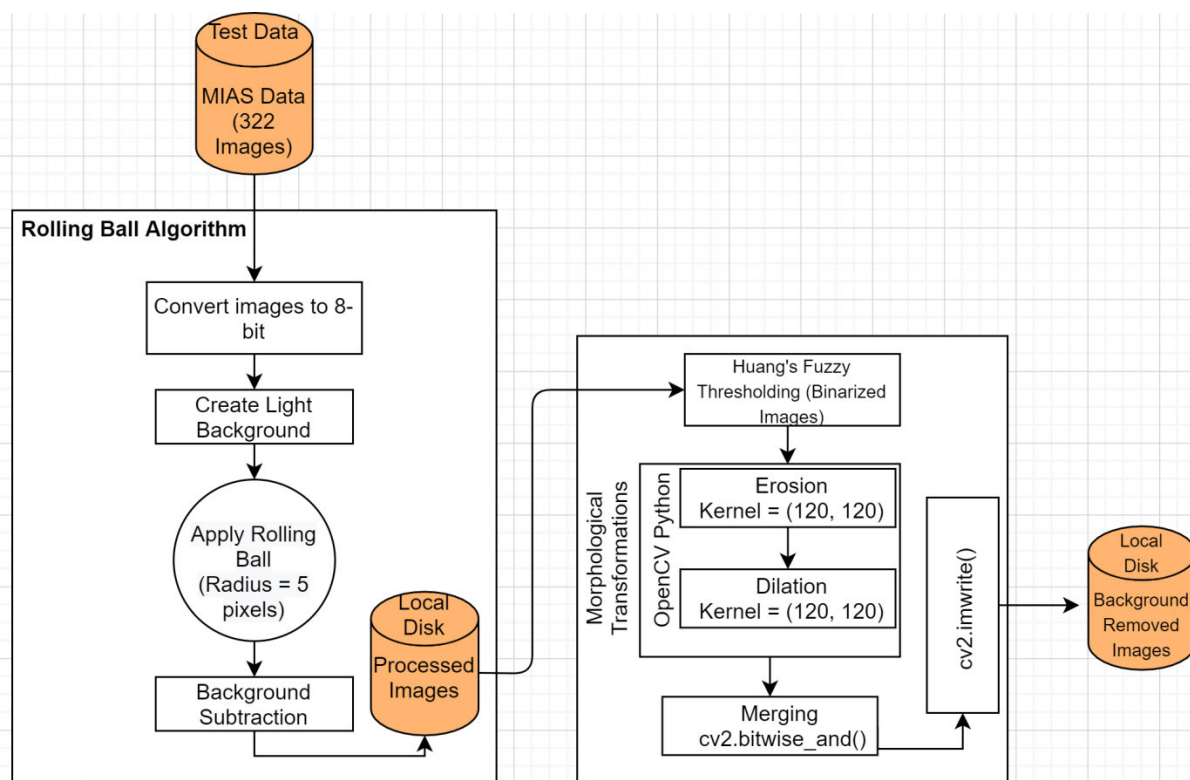 Test Data
MIAS Data
(322
Images)
Rolling Ball Algorithm
Convert images to 8-
bit
Create Light
Background
Apply Rolling
Ball
(Radius = 5
pixels)
Background
Subtraction
Local
Disk
Processed
Images
Huang's Fuzzy
Thresholding (Binarized
Images)
Morphological
Transformations
OpenCV Python
Erosion
Kernel = (120, 120)
Dilation
Kernel = (120, 120)
Merging
cv2.bitwise_and()
cv2.imwrite()
Local
Disk
Background
Removed
Images